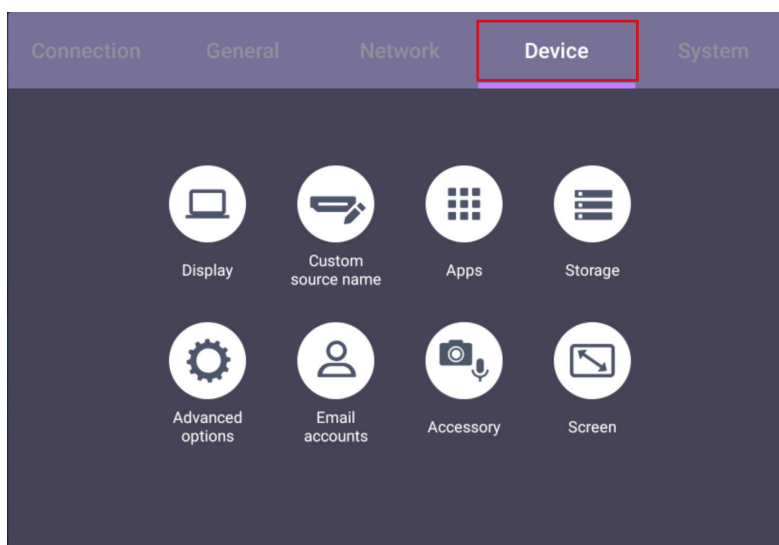 Connection General Network Device System
Display
Custom
source name
Apps
Storage
Advanced
options
Email
accounts
Accessory
Screen